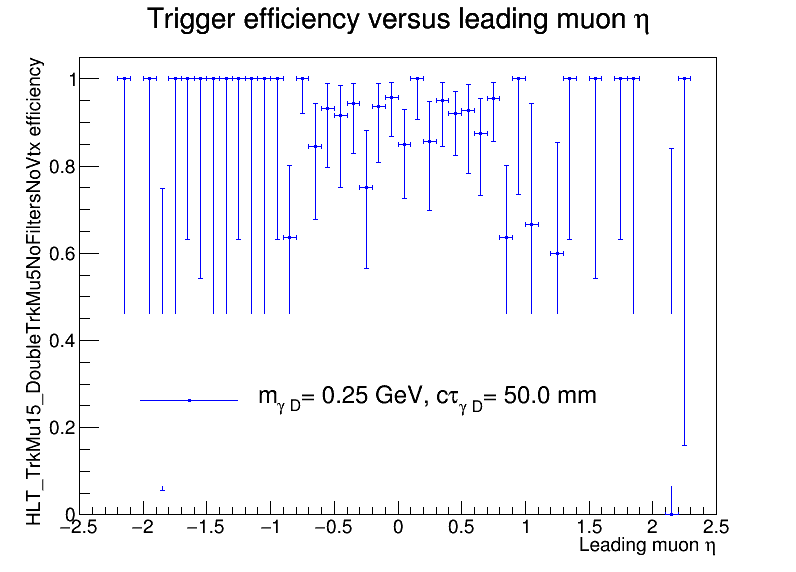 Trigger efficiency versus leading muon η
HLT_TrkMu15_DoubleTrkMu5NoFiltersNoVtx efficiency
1
0.8
0.6
0.4
0.2
0
m_γ D= 0.25 GeV, cτ_γ D= 50.0 mm
−2.5 −2 −1.5 −1 −0.5 0 0.5 1 1.5 2 2.5
Leading muon η